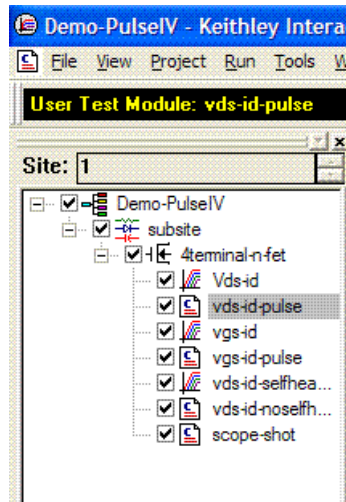 Demo-PulseIV - Keithley Intera
File View Project Run Tools W
User Test Module: vds-id-pulse
Site: 1
Demo-PulseIV
subsite
4terminal-n-fet
Vds-id
vds-id-pulse
vgs-id
vgs-id-pulse
vds-id-selfhea...
vds-id-noselfh...
scope-shot